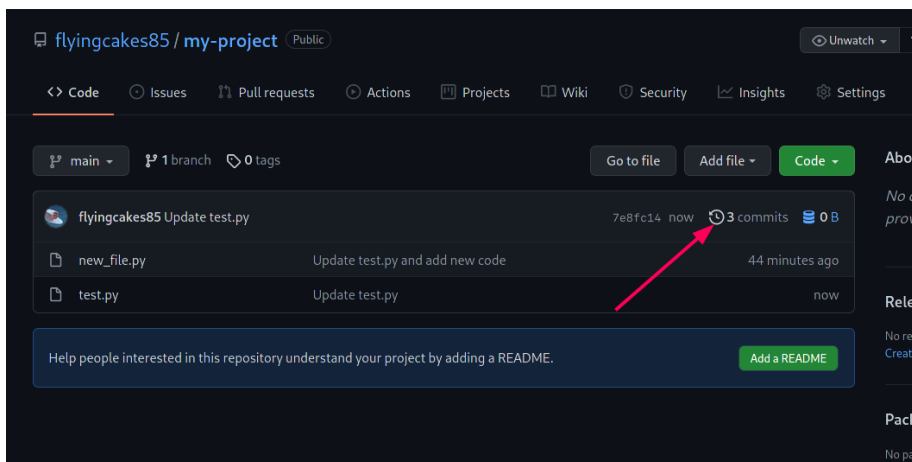 flyingcakes85 / my-project Public Unwatch
Code Issues Pull requests Actions Projects Wiki Security Insights Settings
main 1 branch 0 tags Go to file Add file Code
flyingcakes85 Update test.py 7e8fc14 now 3 commits 0 B
new_file.py Update test.py and add new code 44 minutes ago
test.py Update test.py now
Help people interested in this repository understand your project by adding a README. Add a README
Abo
No
prov
Rele
No re
Creat
Pack
No pa